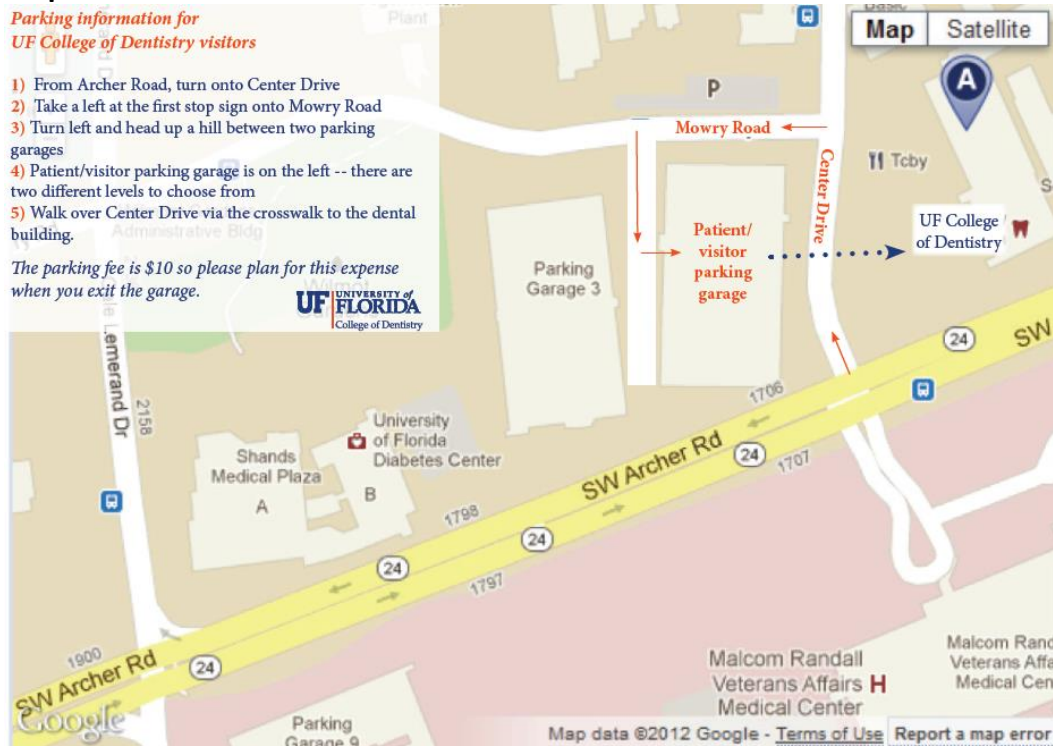 Parking information for
UF College of Dentistry visitors
1) From Archer Road, turn onto Center Drive
2) Take a left at the first stop sign onto Mowry Road
3) Turn left and head up a hill between two parking
garages
4) Patient/visitor parking garage is on the left -- there are
two different levels to choose from
5) Walk over Center Drive via the crosswalk to the dental
building.
The parking fee is $10 so please plan for this expense
when you exit the garage.
UF UNIVERSITY of
FLORIDA
College of Dentistry
Plant
Administrative Bldg
Wilmot
Map
Satellite
A
P
Mowry Road
Center Drive
Tcby
UF College
of Dentistry
Patient/
visitor
parking
garage
Parking
Garage 3
24
SW
1706
1707
SW Archer Rd
24
Lemerand Dr
2158
University
of Florida
Diabetes Center
Shands
Medical Plaza
A
B
1798
24
24
1797
1900
SW Archer Rd
24
Google
Parking
Garage 9
Malcom Randall
Veterans Affairs H
Medical Center
Malcom Rand
Veterans Affa
Medical Cen
Map data ©2012 Google - Terms of Use
Report a map error